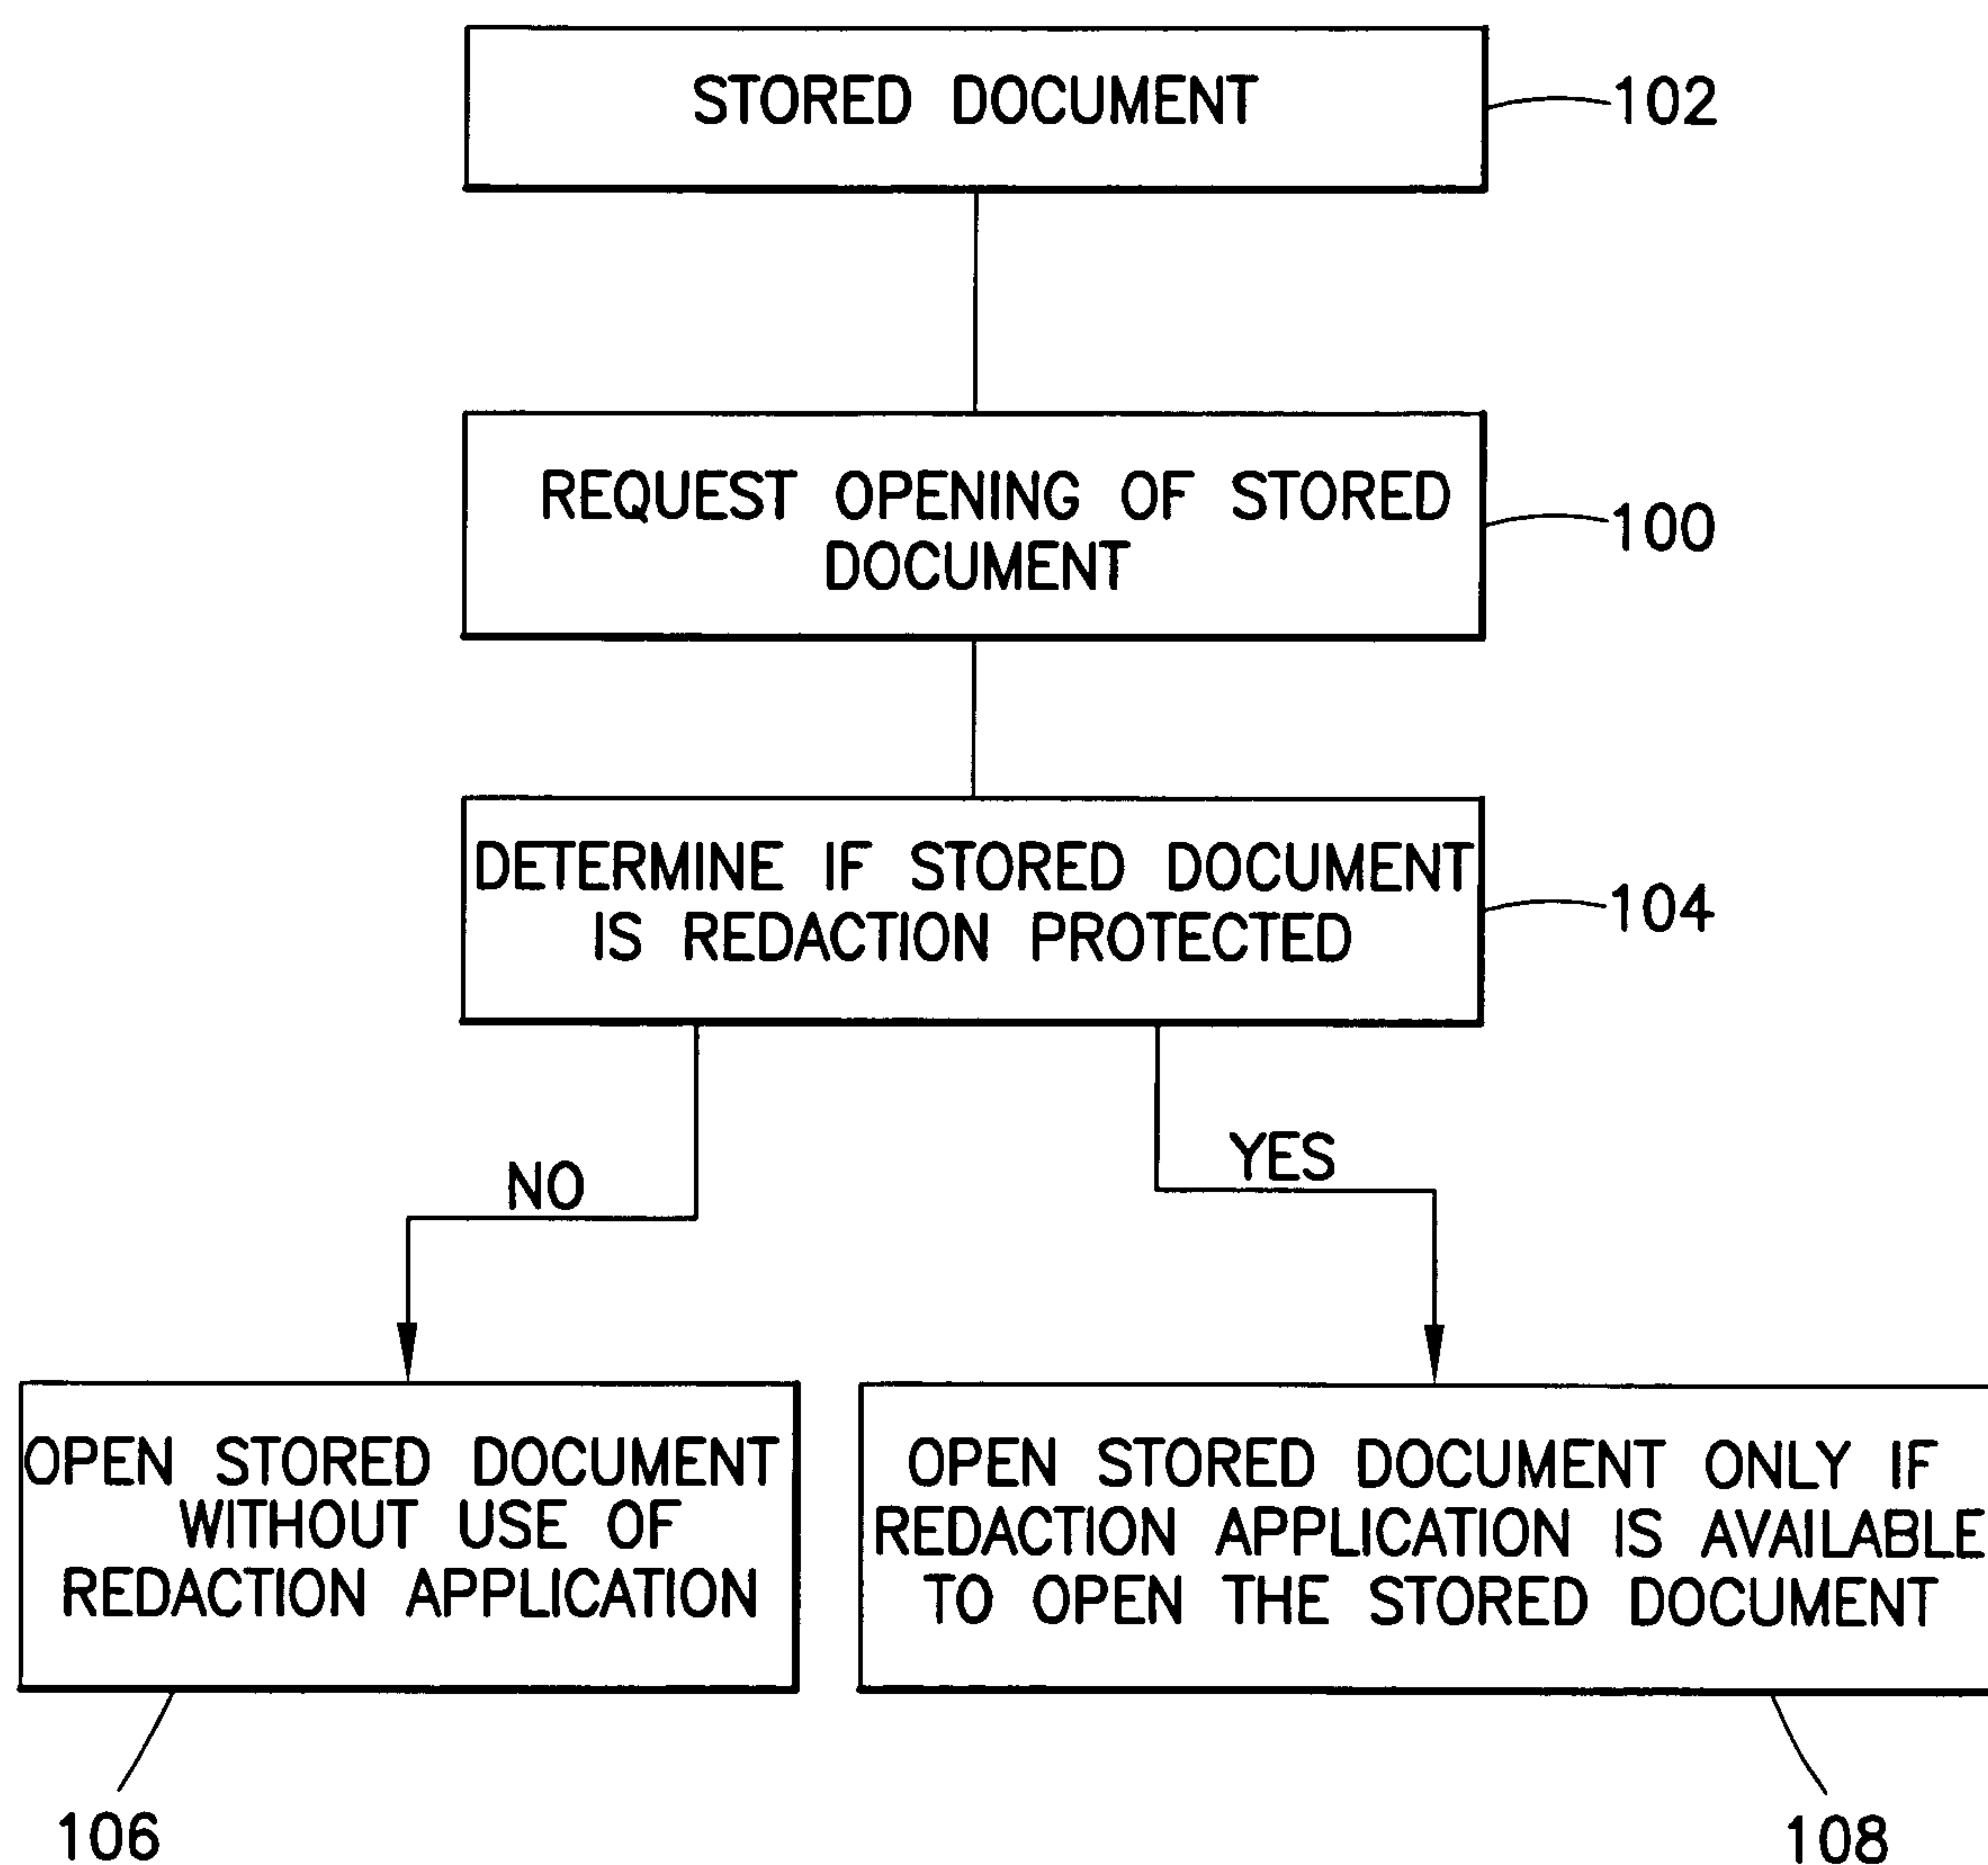 STORED DOCUMENT
102
REQUEST OPENING OF STORED
DOCUMENT
100
DETERMINE IF STORED DOCUMENT
IS REDACTION PROTECTED
104
NO
YES
OPEN STORED DOCUMENT
WITHOUT USE OF
REDACTION APPLICATION
OPEN STORED DOCUMENT ONLY IF
REDACTION APPLICATION IS AVAILABLE
TO OPEN THE STORED DOCUMENT
106
108